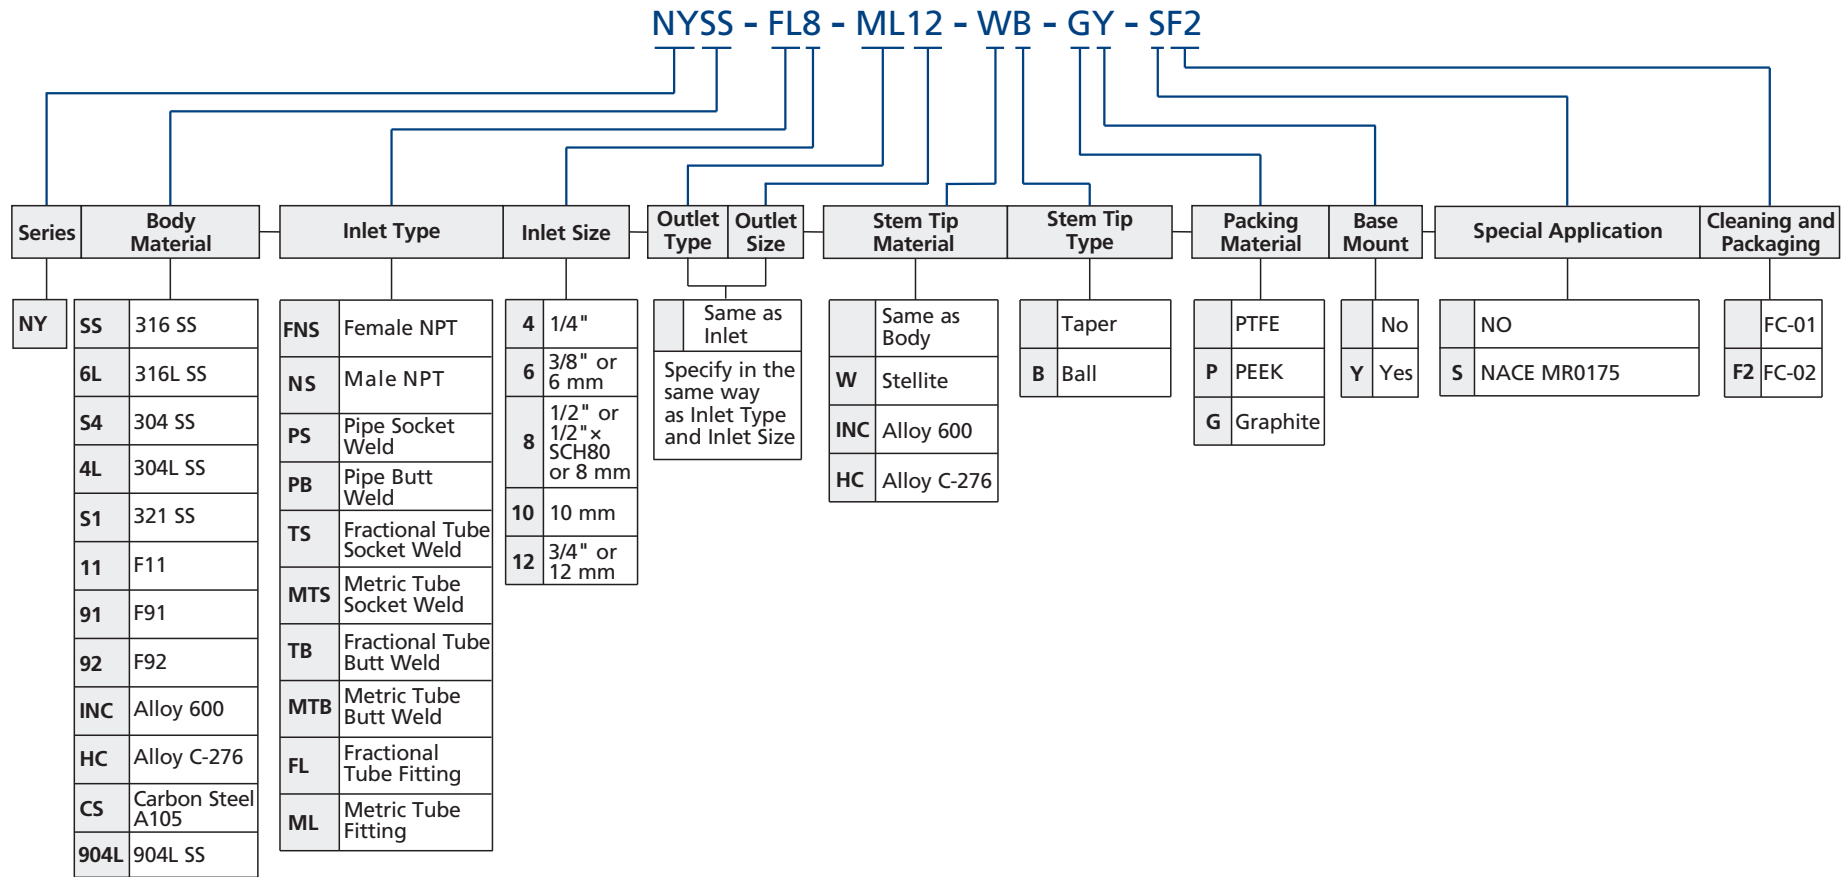 NYSS - FL8 - ML12 - WB - GY - SF2
Series
Body
Material
Inlet Type
Inlet Size
Outlet
Type
Outlet
Size
Stem Tip
Material
Stem Tip
Type
Packing
Material
Base
Mount
Special Application
Cleaning and
Packaging
NY
SS 316 SS
6L 316L SS
S4 304 SS
4L 304L SS
S1 321 SS
11 F11
91 F91
92 F92
INC Alloy 600
HC Alloy C-276
CS Carbon Steel
A105
904L 904L SS
FNS Female NPT
NS Male NPT
PS Pipe Socket
Weld
PB Pipe Butt
Weld
TS Fractional Tube
Socket Weld
MTS Metric Tube
Socket Weld
TB Fractional Tube
Butt Weld
MTB Metric Tube
Butt Weld
FL Fractional
Tube Fitting
ML Metric Tube
Fitting
4 1/4"
6 3/8" or
6 mm
8 1/2" or
1/2"×
SCH80
or 8 mm
10 10 mm
12 3/4" or
12 mm
Same as
Inlet
Specify in the
same way
as Inlet Type
and Inlet Size
Same as
Body
W Stellite
INC Alloy 600
HC Alloy C-276
Taper
B Ball
PTFE
P PEEK
G Graphite
No
Y Yes
NO
S NACE MR0175
FC-01
F2 FC-02